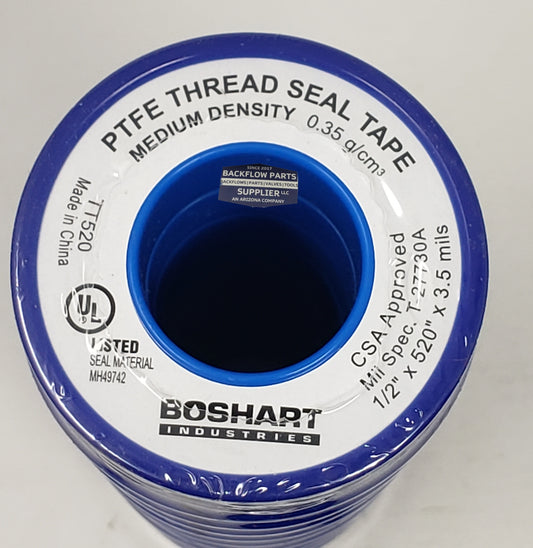 PTFE THREAD SEAL TAPE
MEDIUM DENSITY 0.35 g/cm³
SINCE 2017
BACKFLOW PARTS
BACKFLOWS|PARTS|VALVES|TOOLS
SUPPLIER LLC
AN ARIZONA COMPANY
TT520
Made in China
UL
LISTED
SEAL MATERIAL
MH49742
CSA Approved
Mil Spec. T-27730A
1/2" x 520" x 3.5 mils
BOSHART
INDUSTRIES